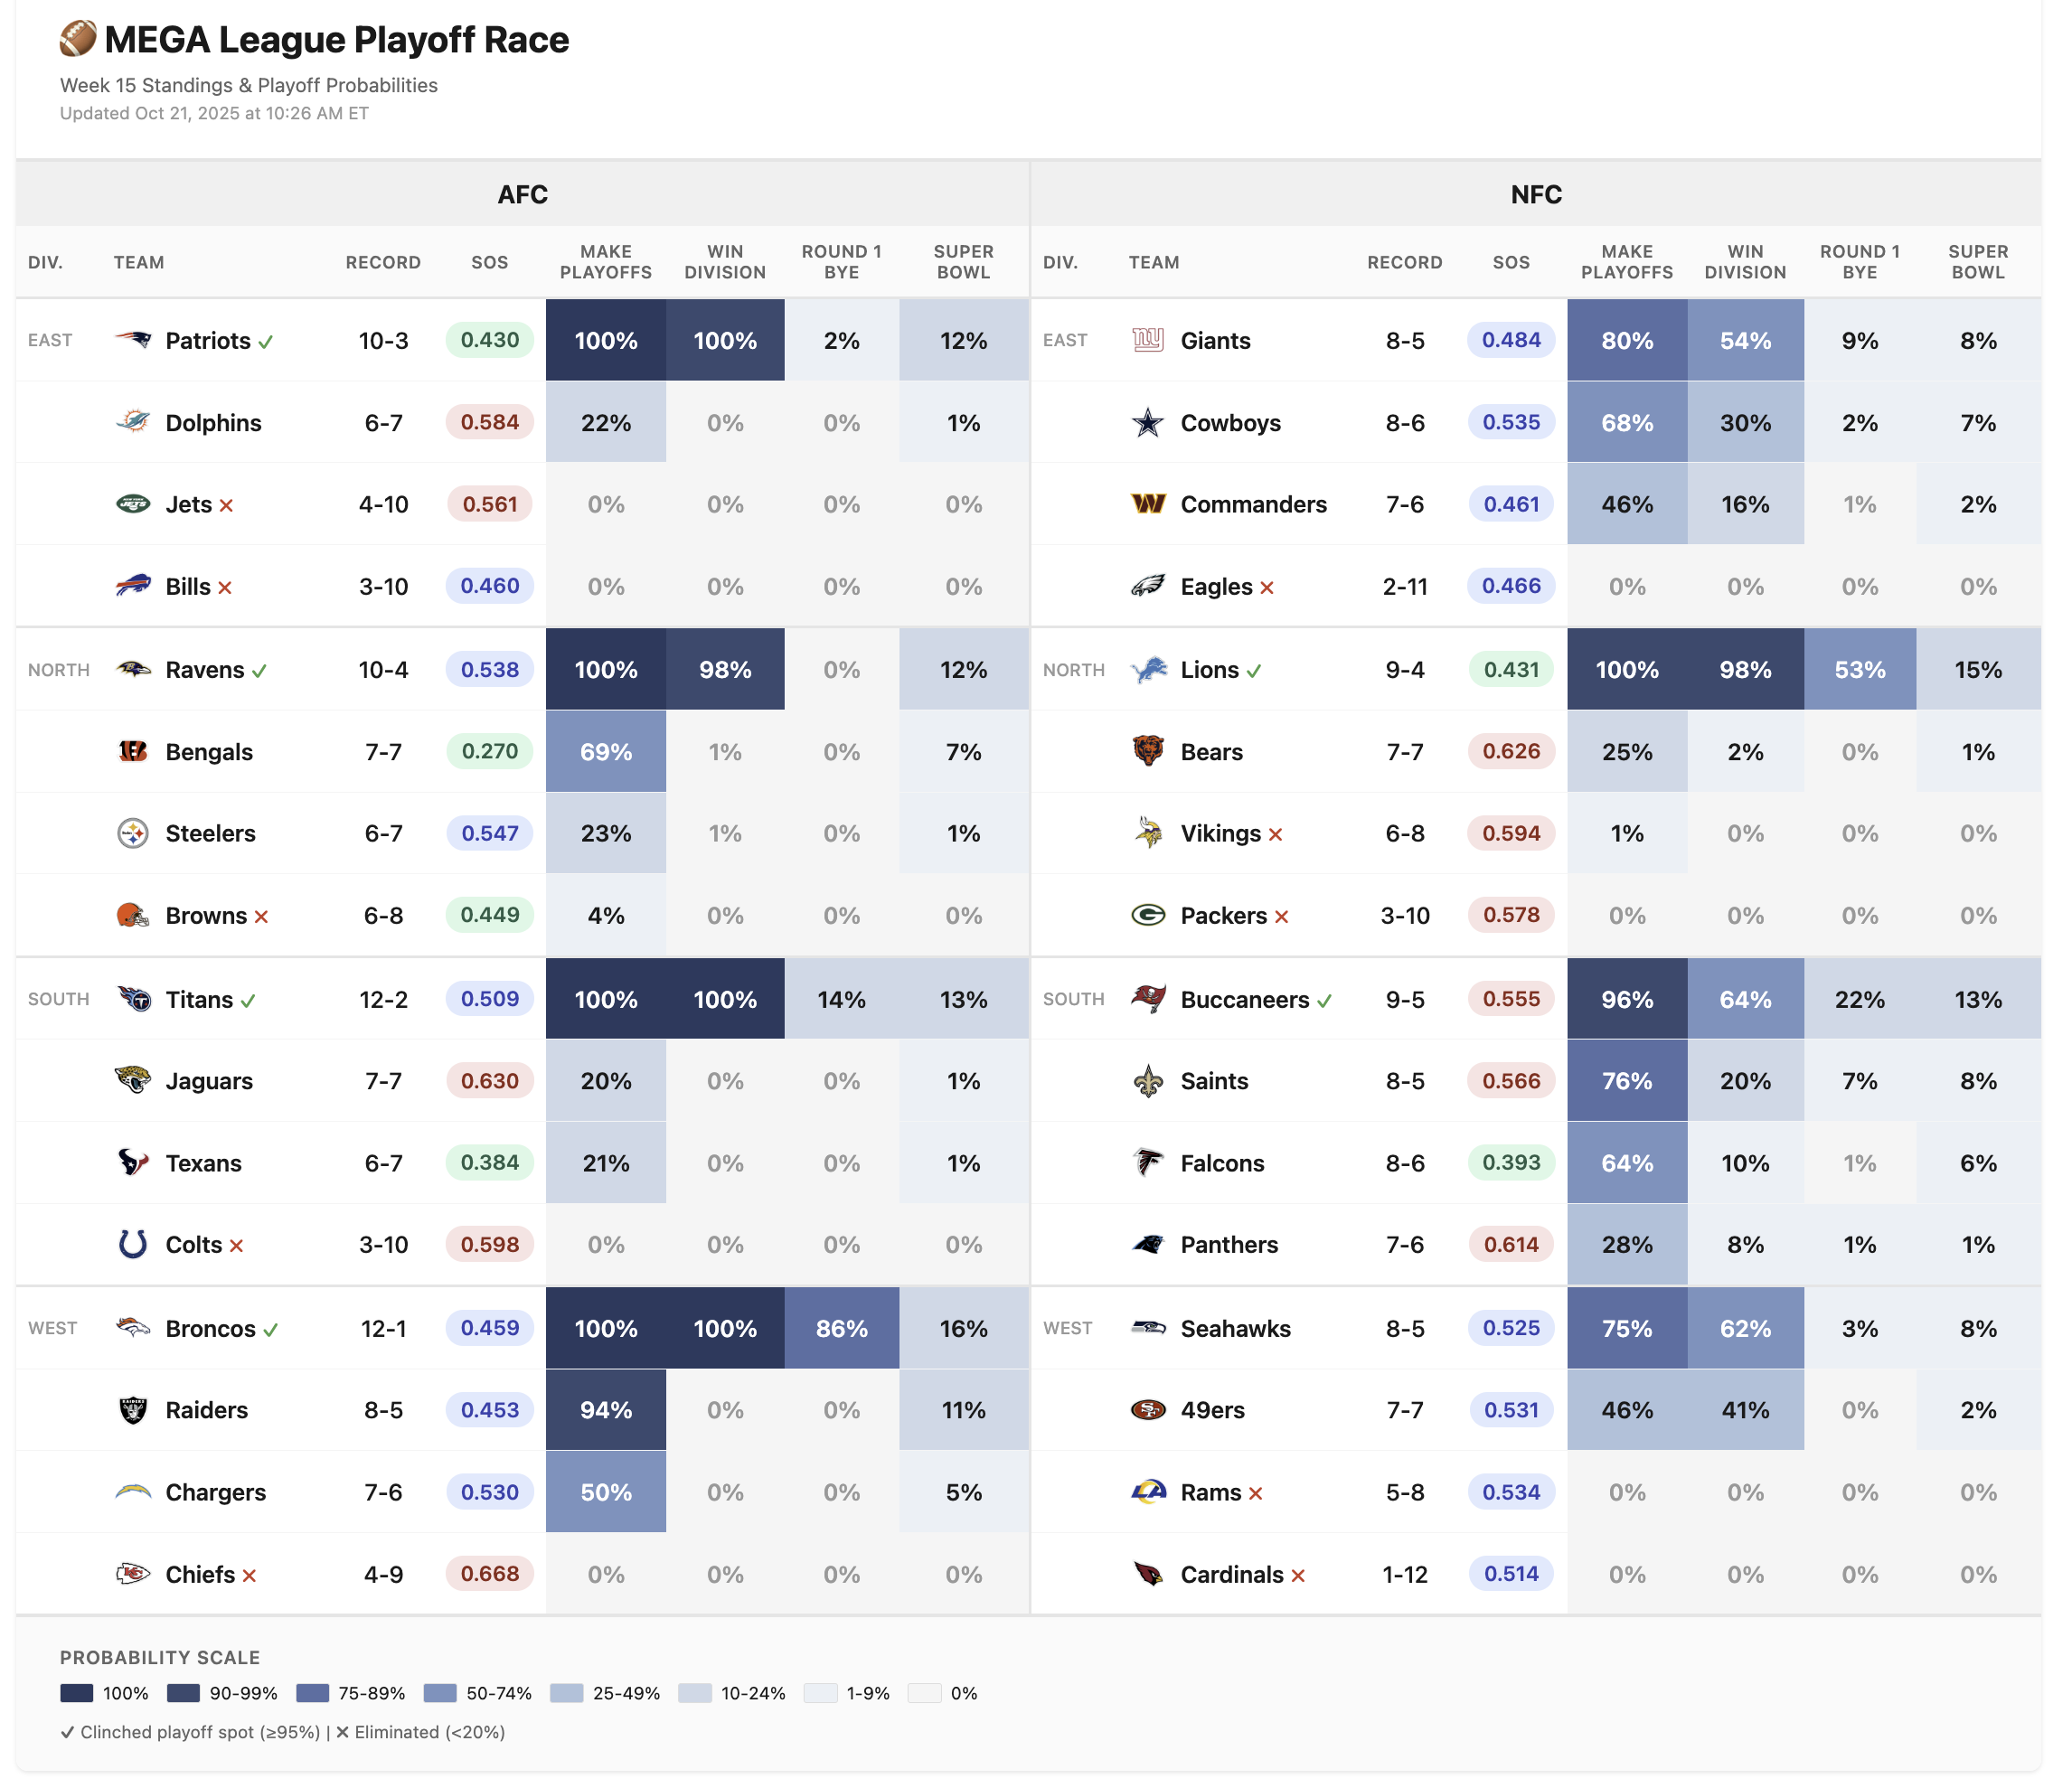 🏈 MEGA League Playoff Race
Week 15 Standings & Playoff Probabilities
Updated Oct 21, 2025 at 10:26 AM ET
AFC
DIV. TEAM RECORD SOS MAKE PLAYOFFS WIN DIVISION ROUND 1 BYE SUPER BOWL
EAST Patriots ✓ 10-3 0.430 100% 100% 2% 12%
Dolphins 6-7 0.584 22% 0% 0% 1%
Jets ✕ 4-10 0.561 0% 0% 0% 0%
Bills ✕ 3-10 0.460 0% 0% 0% 0%
NORTH Ravens ✓ 10-4 0.538 100% 98% 0% 12%
Bengals 7-7 0.270 69% 1% 0% 7%
Steelers 6-7 0.547 23% 1% 0% 1%
Browns ✕ 6-8 0.449 4% 0% 0% 0%
SOUTH Titans ✓ 12-2 0.509 100% 100% 14% 13%
Jaguars 7-7 0.630 20% 0% 0% 1%
Texans 6-7 0.384 21% 0% 0% 1%
Colts ✕ 3-10 0.598 0% 0% 0% 0%
WEST Broncos ✓ 12-1 0.459 100% 100% 86% 16%
Raiders 8-5 0.453 94% 0% 0% 11%
Chargers 7-6 0.530 50% 0% 0% 5%
Chiefs ✕ 4-9 0.668 0% 0% 0% 0%
NFC
DIV. TEAM RECORD SOS MAKE PLAYOFFS WIN DIVISION ROUND 1 BYE SUPER BOWL
EAST Giants 8-5 0.484 80% 54% 9% 8%
Cowboys 8-6 0.535 68% 30% 2% 7%
Commanders 7-6 0.461 46% 16% 1% 2%
Eagles ✕ 2-11 0.466 0% 0% 0% 0%
NORTH Lions ✓ 9-4 0.431 100% 98% 53% 15%
Bears 7-7 0.626 25% 2% 0% 1%
Vikings ✕ 6-8 0.594 1% 0% 0% 0%
Packers ✕ 3-10 0.578 0% 0% 0% 0%
SOUTH Buccaneers ✓ 9-5 0.555 96% 64% 22% 13%
Saints 8-5 0.566 76% 20% 7% 8%
Falcons 8-6 0.393 64% 10% 1% 6%
Panthers 7-6 0.614 28% 8% 1% 1%
WEST Seahawks 8-5 0.525 75% 62% 3% 8%
49ers 7-7 0.531 46% 41% 0% 2%
Rams ✕ 5-8 0.534 0% 0% 0% 0%
Cardinals ✕ 1-12 0.514 0% 0% 0% 0%
PROBABILITY SCALE
100% 90-99% 75-89% 50-74% 25-49% 10-24% 1-9% 0%
✓ Clinched playoff spot (≥95%) | ✕ Eliminated (<20%)